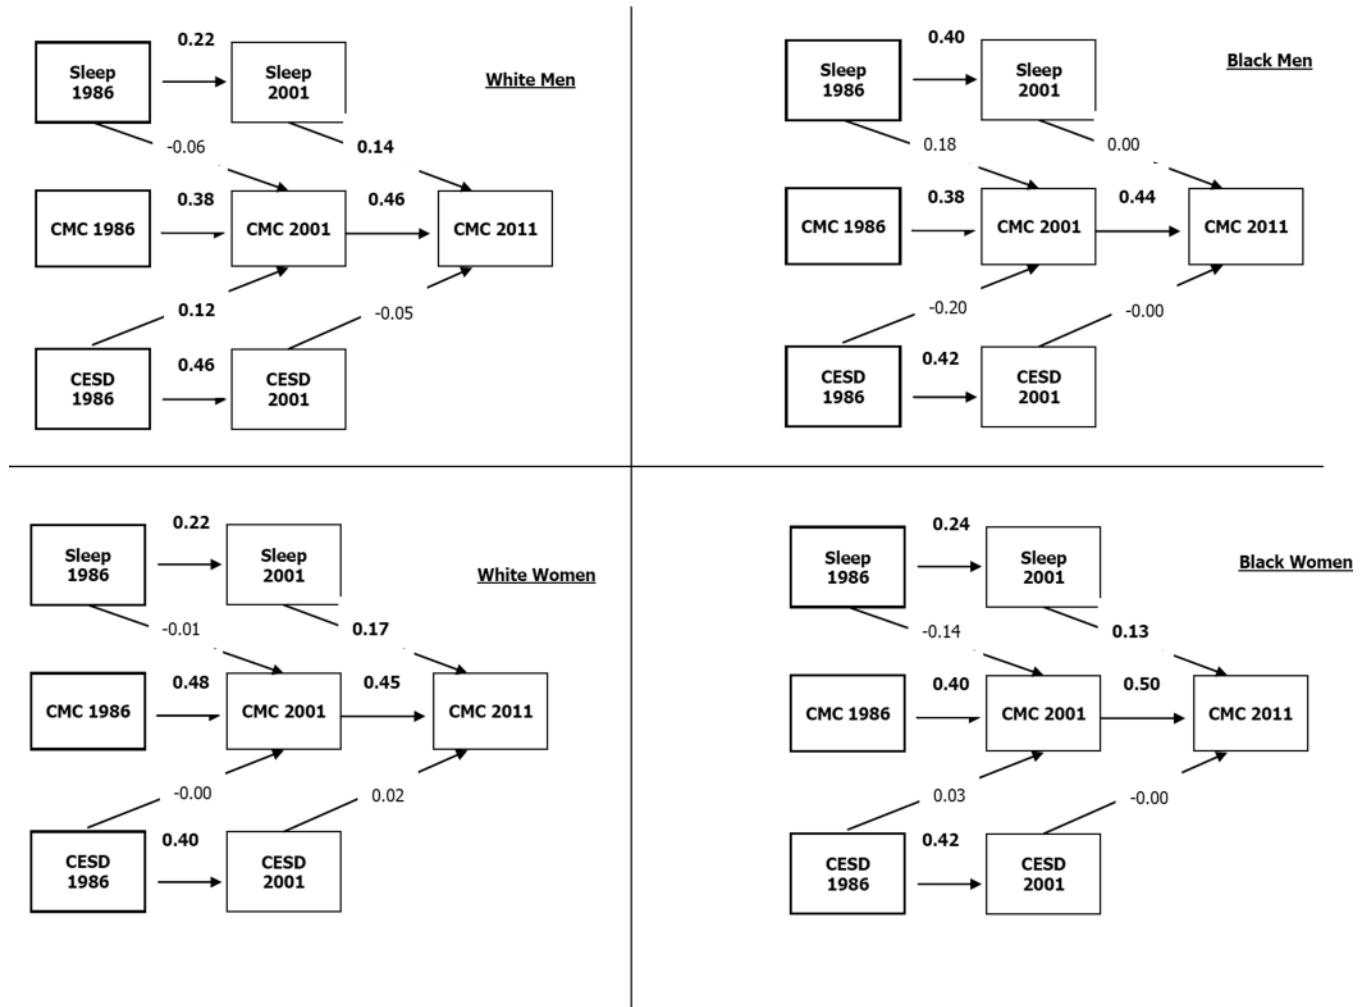 0.22
Sleep
1986
Sleep
2001
White Men
-0.06
0.14
CMC 1986
0.38
CMC 2001
0.46
CMC 2011
0.12
-0.05
CESD
1986
0.46
CESD
2001
0.40
Sleep
1986
Sleep
2001
Black Men
0.18
0.00
CMC 1986
0.38
CMC 2001
0.44
CMC 2011
-0.20
-0.00
CESD
1986
0.42
CESD
2001
0.22
Sleep
1986
Sleep
2001
White Women
-0.01
0.17
CMC 1986
0.48
CMC 2001
0.45
CMC 2011
-0.00
0.02
CESD
1986
0.40
CESD
2001
0.24
Sleep
1986
Sleep
2001
Black Women
-0.14
0.13
CMC 1986
0.40
CMC 2001
0.50
CMC 2011
0.03
-0.00
CESD
1986
0.42
CESD
2001